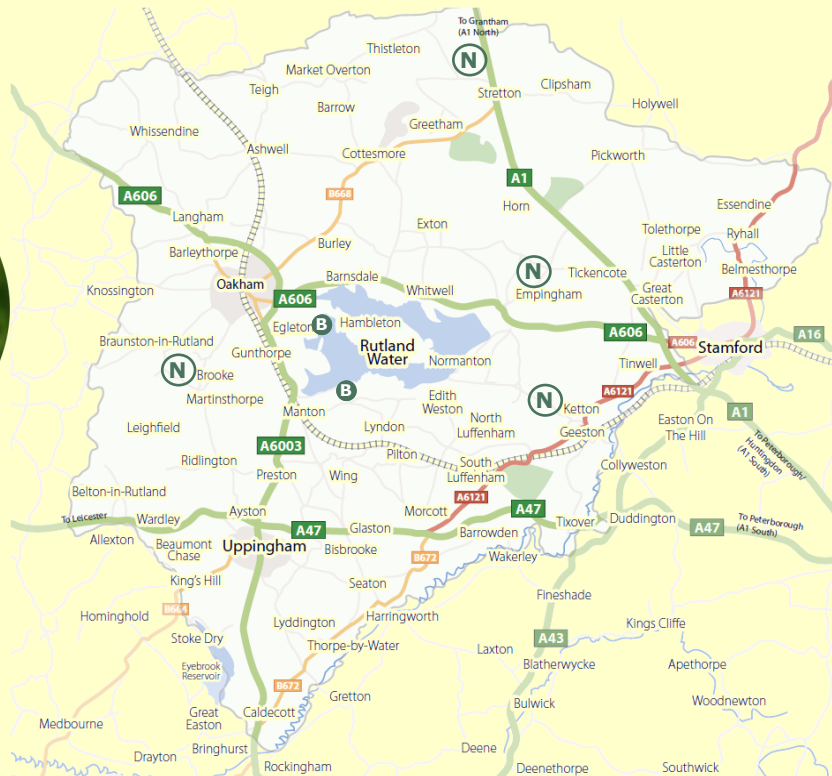 To Grantham
(A1 North)
N
Thistleton
Market Overton
Clipsham
Teigh
Stretton
Holywell
Barrow
Greetham
Whissendine
Ashwell
Cottesmore
Pickworth
A1
A606
B668
Horn
Essendine
Langham
Exton
Tolethorpe
Ryhall
Burley
Barleythorpe
Little
Casterton
Belmesthorpe
N
Tickencote
Barnsdale
Oakham
Whitwell
Empingham
Great
Casterton
Knossington
A606
A6121
Egleton
B
Hambleton
A606
A606
A16
Braunston-in-Rutland
Rutland
Water
Stamford
Gunthorpe
Normanton
Tinwell
N
Brooke
B
A6121
Martinsthorpe
Edith
Weston
N
Ketton
Manton
A1
Leighfield
Lyndon
North
Luffenham
Geeston
Easton On
The Hill
A6003
To Peterborough/
Huntingdon
(A1 South)
Ridlington
Pilton
South
Luffenham
Collyweston
Preston
Wing
Belton-in-Rutland
A6121
Ayston
Morcott
A47
To Leicester
Wardley
Tixover
Duddington
To Peterborough
(A1 South)
A47
A47
Glaston
Barrowden
Allexton
Beaumont
Chase
Uppingham
Bisbrooke
B672
Wakerley
King's Hill
Seaton
Fineshade
B664
Hominghold
Lyddington
Harringworth
Kings Cliffe
Stoke Dry
A43
Thorpe-by-Water
Laxton
Blatherwycke
Apethorpe
Eyebrook
Reservoir
B672
Gretton
Bulwick
Woodnewton
Great
Easton
Caldecott
Medbourne
Bringhurst
Deene
Drayton
Rockingham
Deenethorpe
Southwick